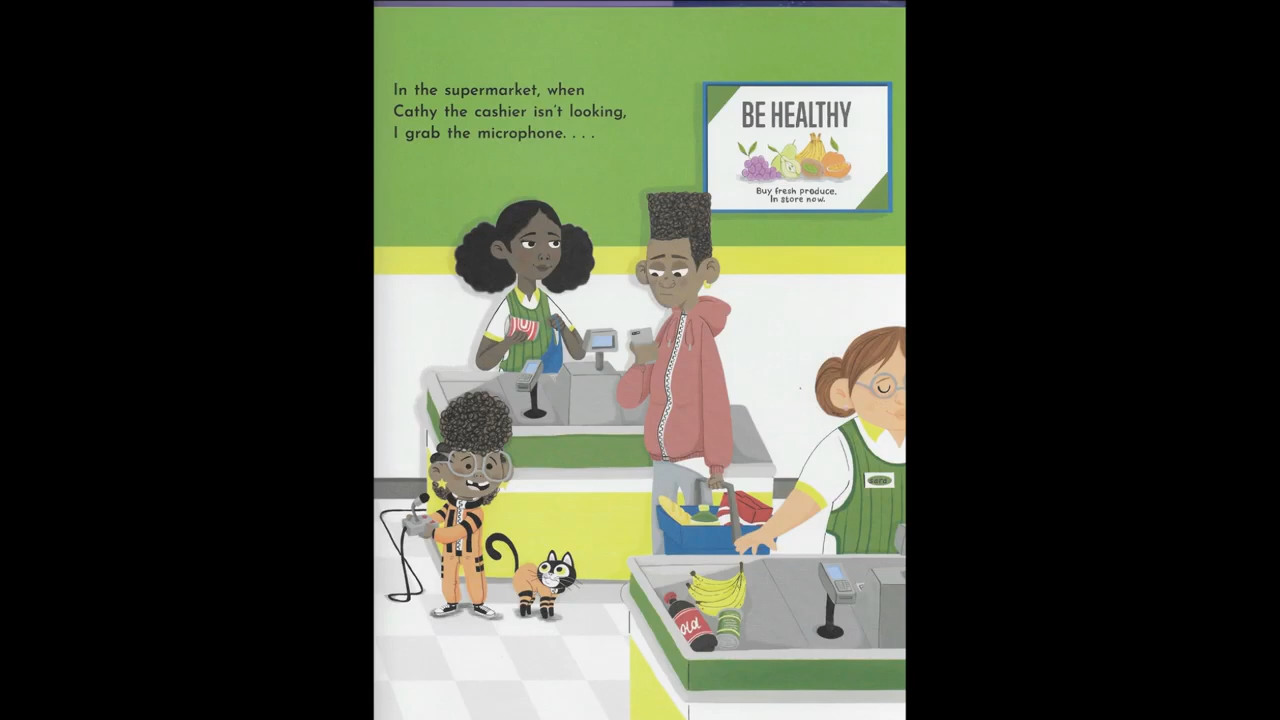 In the supermarket, when
Cathy the cashier isn't looking,
I grab the microphone. . . .
BE HEALTHY
Buy fresh produce.
In store now.